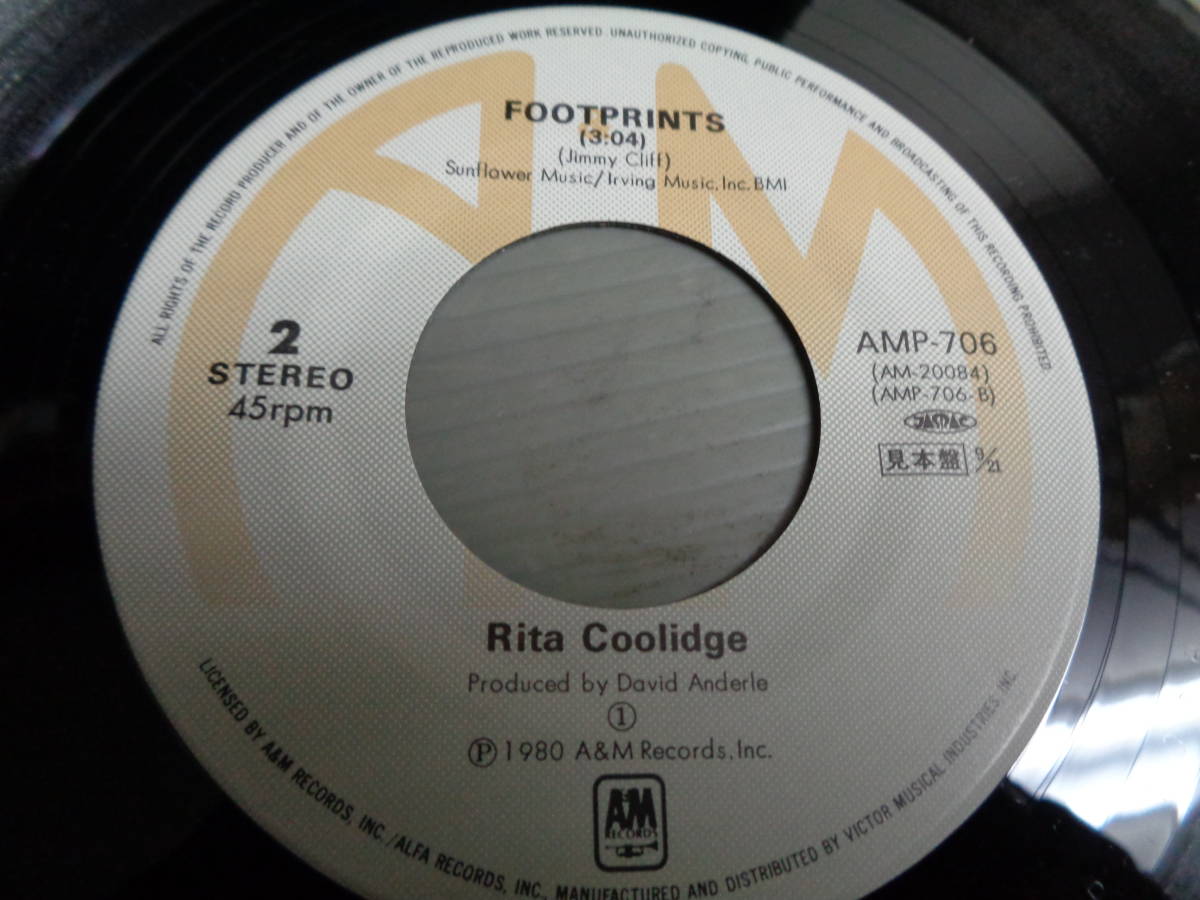 ALL RIGHTS OF THE RECORD PRODUCER AND OF THE OWNER OF THE REPRODUCED WORK RESERVED. UNAUTHORIZED COPYING, PUBLIC PERFORMANCE AND BROADCASTING OF THIS RECORDING PROHIBITED
AM
FOOTPRINTS
(3:04)
(Jimmy Cliff)
Sunflower Music/Irving Music, Inc. BMI
2
STEREO
45rpm
AMP-706
(AM-20084)
(AMP-706-B)
JASRAC
見本盤 9/21
Rita Coolidge
Produced by David Anderle
①
Ⓟ 1980 A&M Records, Inc.
A&M
RECORDS
LICENSED BY A&M RECORDS, INC./ALFA RECORDS, INC., MANUFACTURED AND DISTRIBUTED BY VICTOR MUSICAL INDUSTRIES, INC.